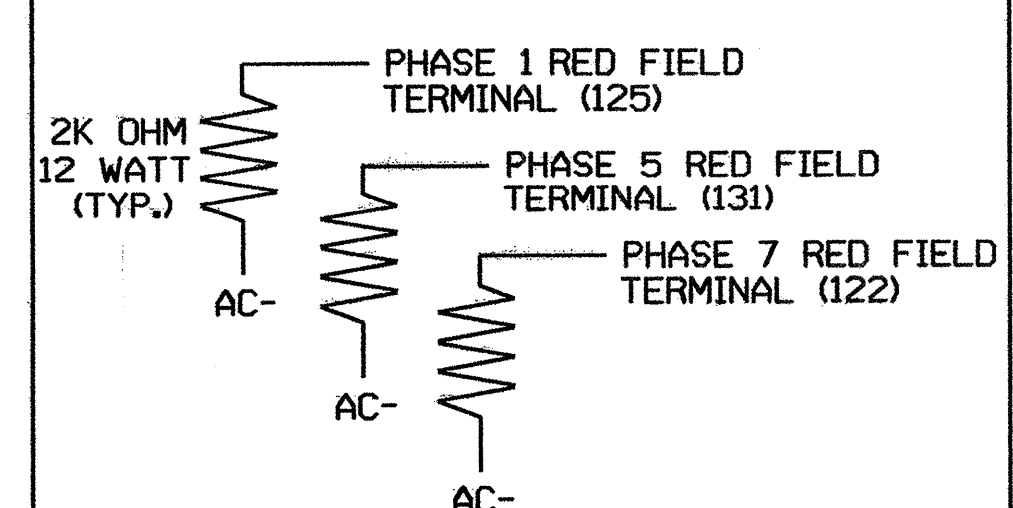 PHASE 1 RED FIELD
TERMINAL (125)
2K OHM
12 WATT
(TYP.)
PHASE 5 RED FIELD
TERMINAL (131)
PHASE 7 RED FIELD
TERMINAL (122)
AC-
AC-
AC-